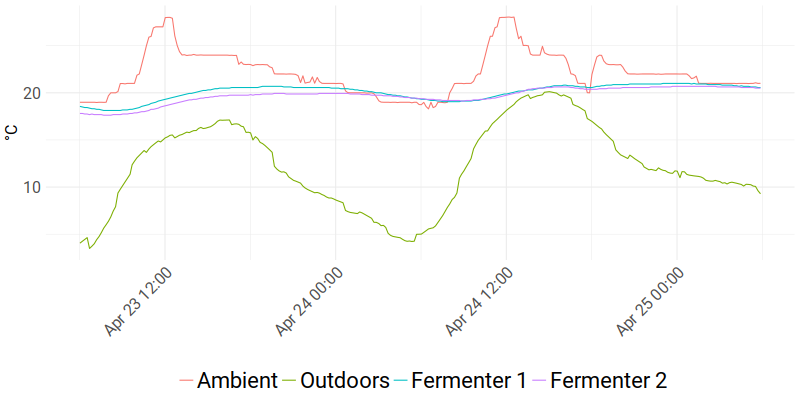 °C
20
10
Apr 23 12:00
Apr 24 00:00
Apr 24 12:00
Apr 25 00:00
Ambient Outdoors Fermenter 1 Fermenter 2